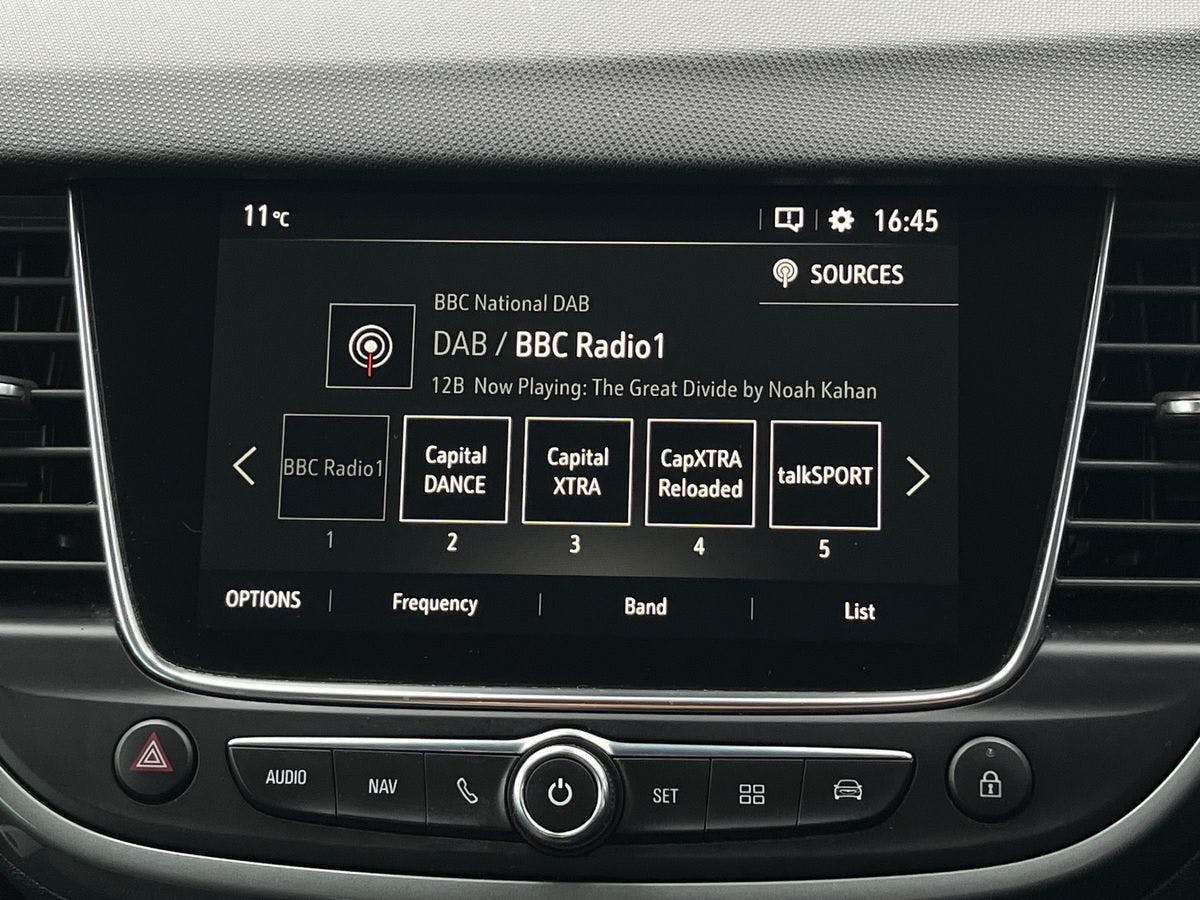 11°C
16:45
SOURCES
BBC National DAB
DAB / BBC Radio1
12B Now Playing: The Great Divide by Noah Kahan
BBC Radio1
Capital
DANCE
Capital
XTRA
CapXTRA
Reloaded
talkSPORT
1
2
3
4
5
OPTIONS
Frequency
Band
List
AUDIO
NAV
SET